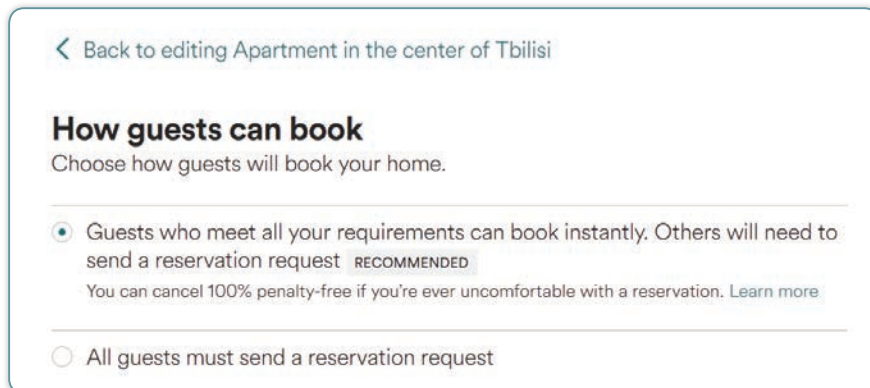 Back to editing Apartment in the center of Tbilisi
How guests can book
Choose how guests will book your home.
Guests who meet all your requirements can book instantly. Others will need to
send a reservation request RECOMMENDED
You can cancel 100% penalty-free if you're ever uncomfortable with a reservation. Learn more
All guests must send a reservation request